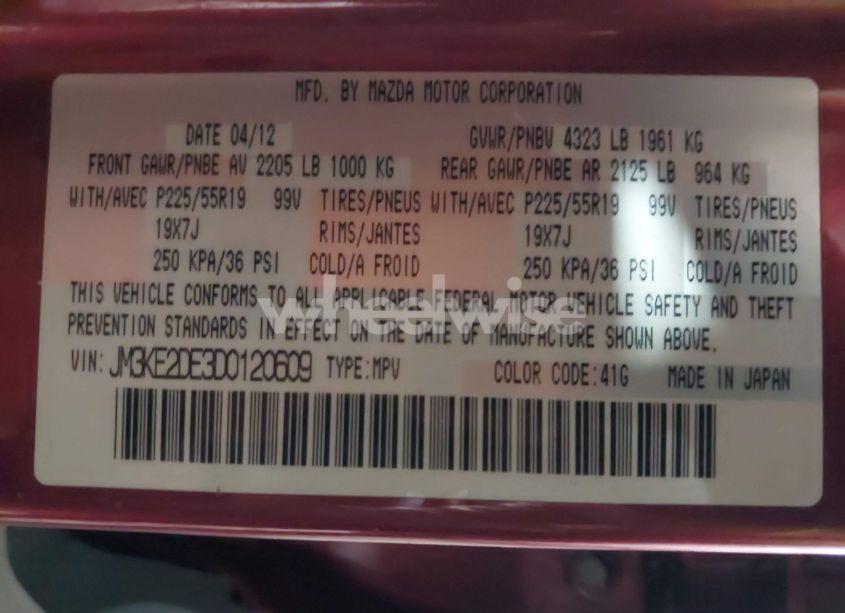 MFD. BY MAZDA MOTOR CORPORATION
DATE 04/12 GVWR/PNBV 4323 LB 1961 KG
FRONT GAWR/PNBE AV 2205 LB 1000 KG REAR GAWR/PNBE AR 2125 LB 964 KG
WITH/AVEC P225/55R19 99V TIRES/PNEUS WITH/AVEC P225/55R19 99V TIRES/PNEUS
19X7J RIMS/JANTES 19X7J RIMS/JANTES
250 KPA/36 PSI COLD/A FROID 250 KPA/36 PSI COLD/A FROID
THIS VEHICLE CONFORMS TO ALL APPLICABLE FEDERAL MOTOR VEHICLE SAFETY AND THEFT
wheelwise
PREVENTION STANDARDS IN EFFECT ON THE DATE OF MANUFACTURE SHOWN ABOVE.
VIN: JM3KE2DE3D0120609 TYPE:MPV COLOR CODE:41G MADE IN JAPAN